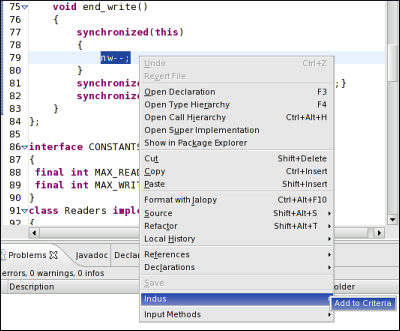 75 void end_write()
76 {
77 synchronized(this)
78 {
79 nw--;
80 }
81 synchronize ;}
82 synchronize
83 }
84 };
85
86 interface CONSTANTS
87 {
88 final int MAX_READ
89 final int MAX_WRIT
90 }
91 class Readers imple
92 {
Undo Ctrl+Z
Revert File
Open Declaration F3
Open Type Hierarchy F4
Open Call Hierarchy Ctrl+Alt+H
Open Super Implementation
Show in Package Explorer
Cut Shift+Delete
Copy Ctrl+Insert
Paste Shift+Insert
Format with Jalopy Ctrl+Alt+F10
Source Shift+Alt+S
Refactor Shift+Alt+T
Local History
References
Declarations
Save
Indus
Add to Criteria
Input Methods
Problems Javadoc Declar
errors, 0 warnings, 0 infos
Description older